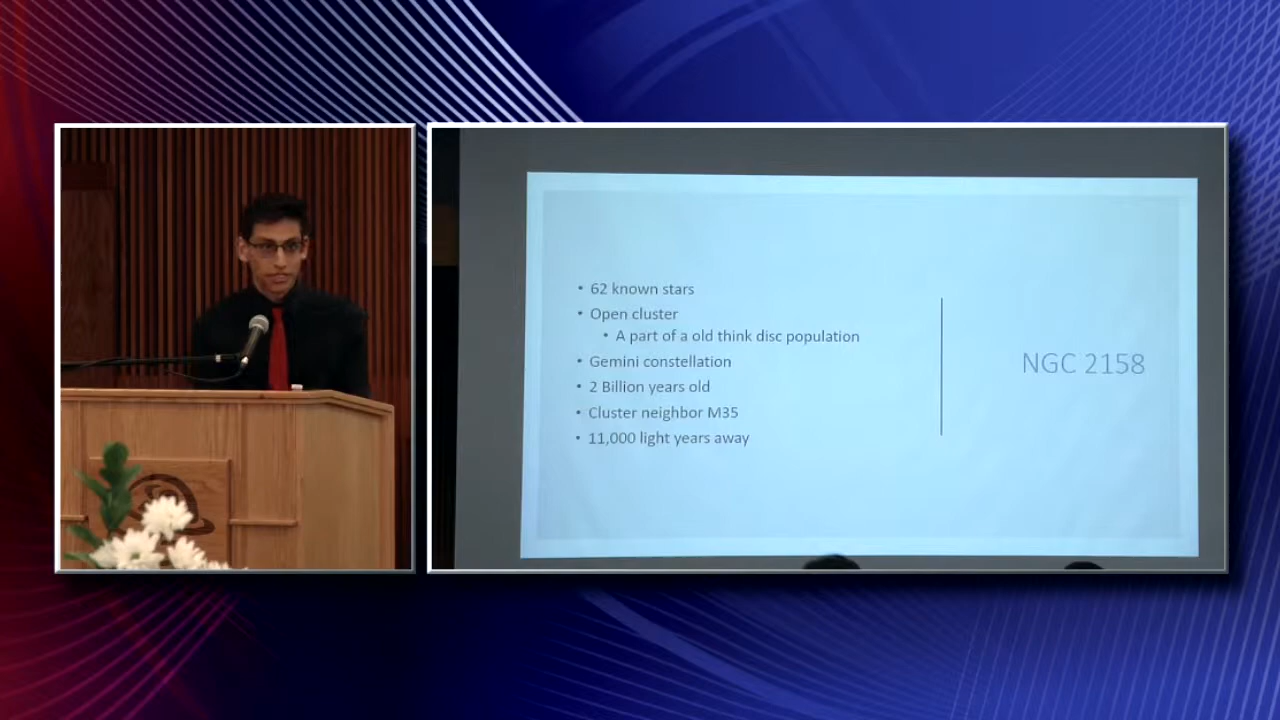 • 62 known stars
• Open cluster
• A part of a old think disc population
• Gemini constellation
• 2 Billion years old
• Cluster neighbor M35
• 11,000 light years away
NGC 2158